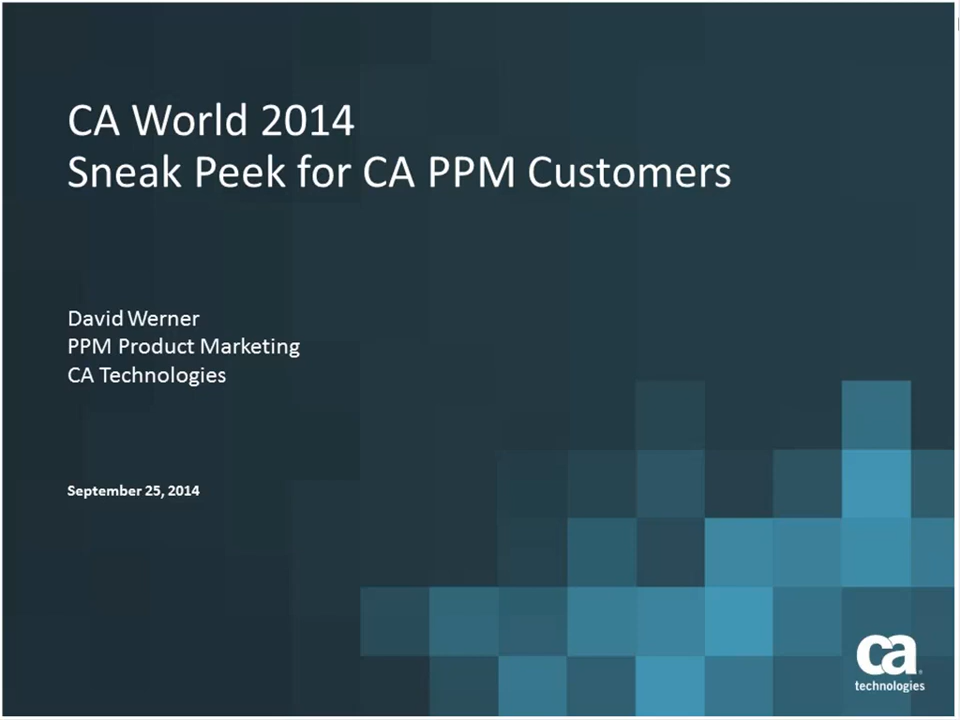 CA World 2014
Sneak Peek for CA PPM Customers
David Werner
PPM Product Marketing
CA Technologies
September 25, 2014
ca
technologies